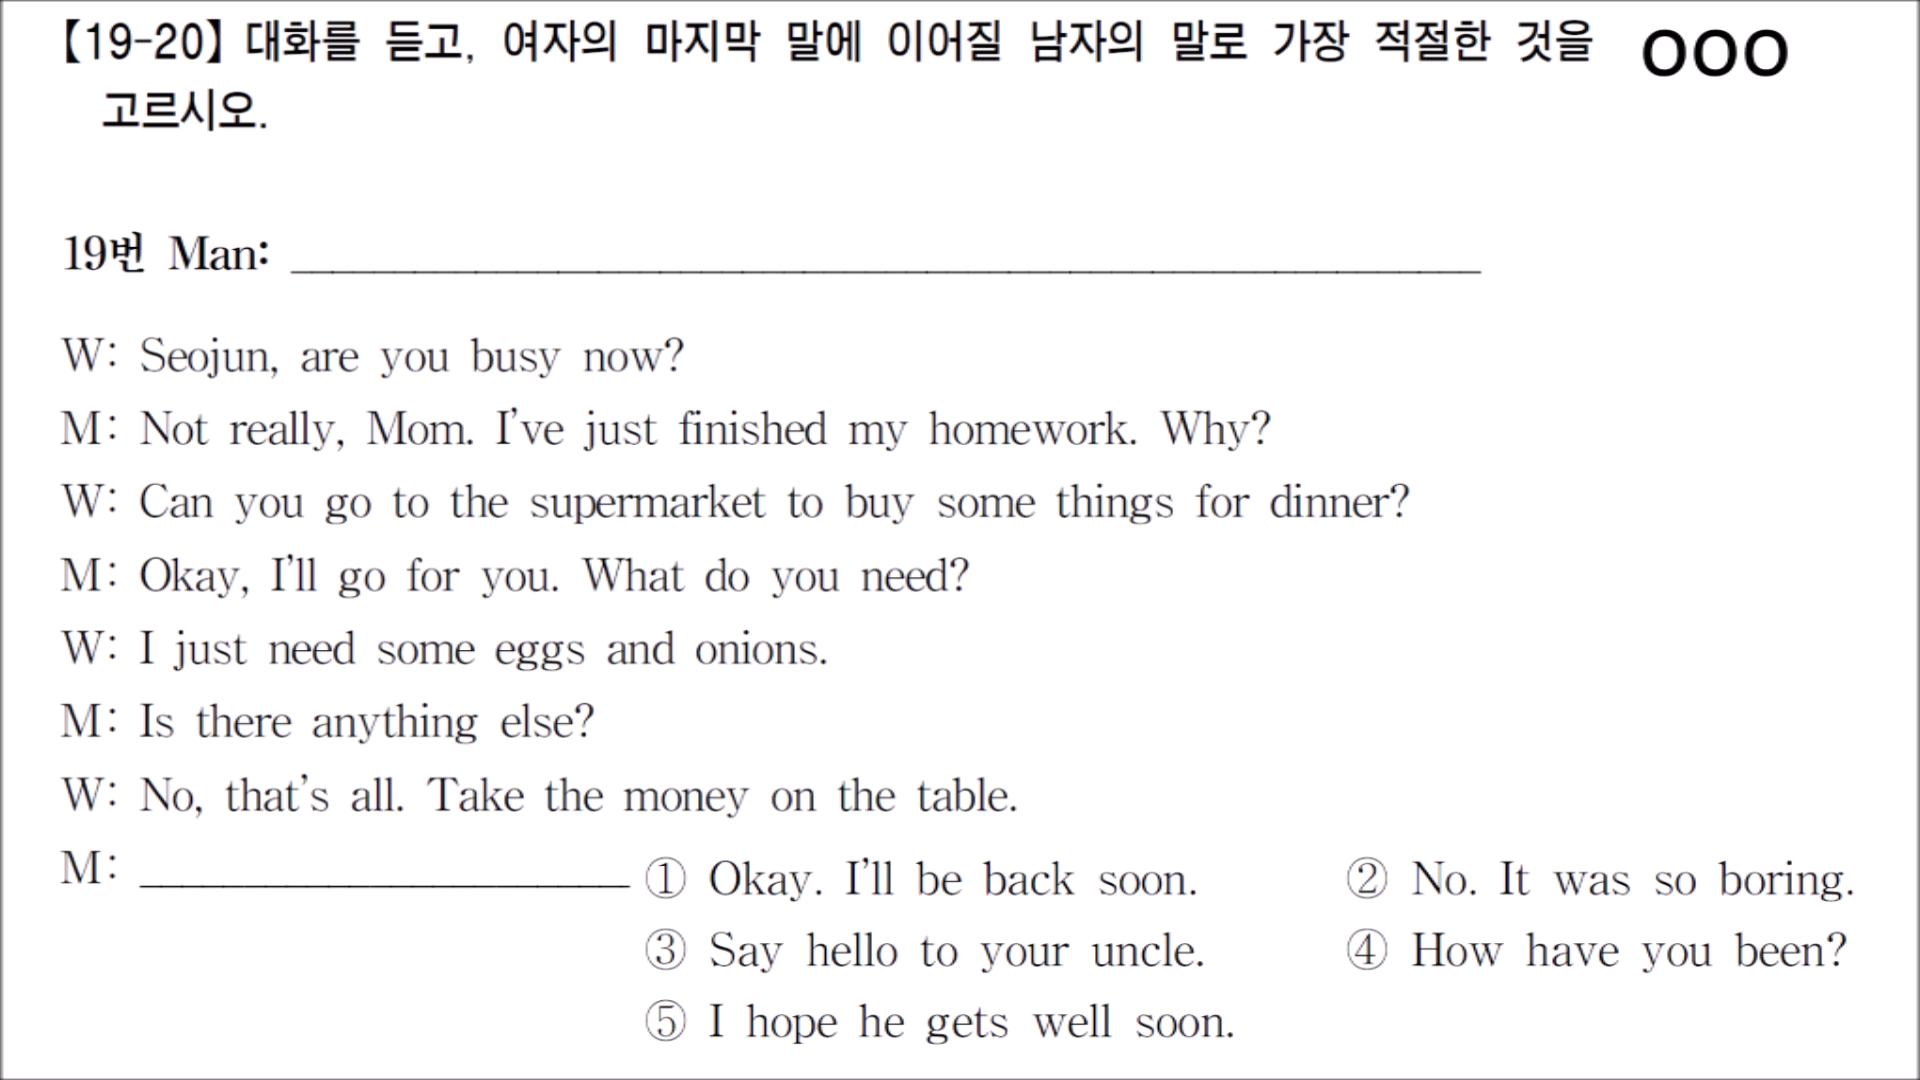 【19-20】 대화를 듣고, 여자의 마지막 말에 이어질 남자의 말로 가장 적절한 것을 OOO
고르시오.
19번 Man: ______________________________
W: Seojun, are you busy now?
M: Not really, Mom. I've just finished my homework. Why?
W: Can you go to the supermarket to buy some things for dinner?
M: Okay, I'll go for you. What do you need?
W: I just need some eggs and onions.
M: Is there anything else?
W: No, that's all. Take the money on the table.
M: ____________ ① Okay. I'll be back soon. ② No. It was so boring.
③ Say hello to your uncle. ④ How have you been?
⑤ I hope he gets well soon.